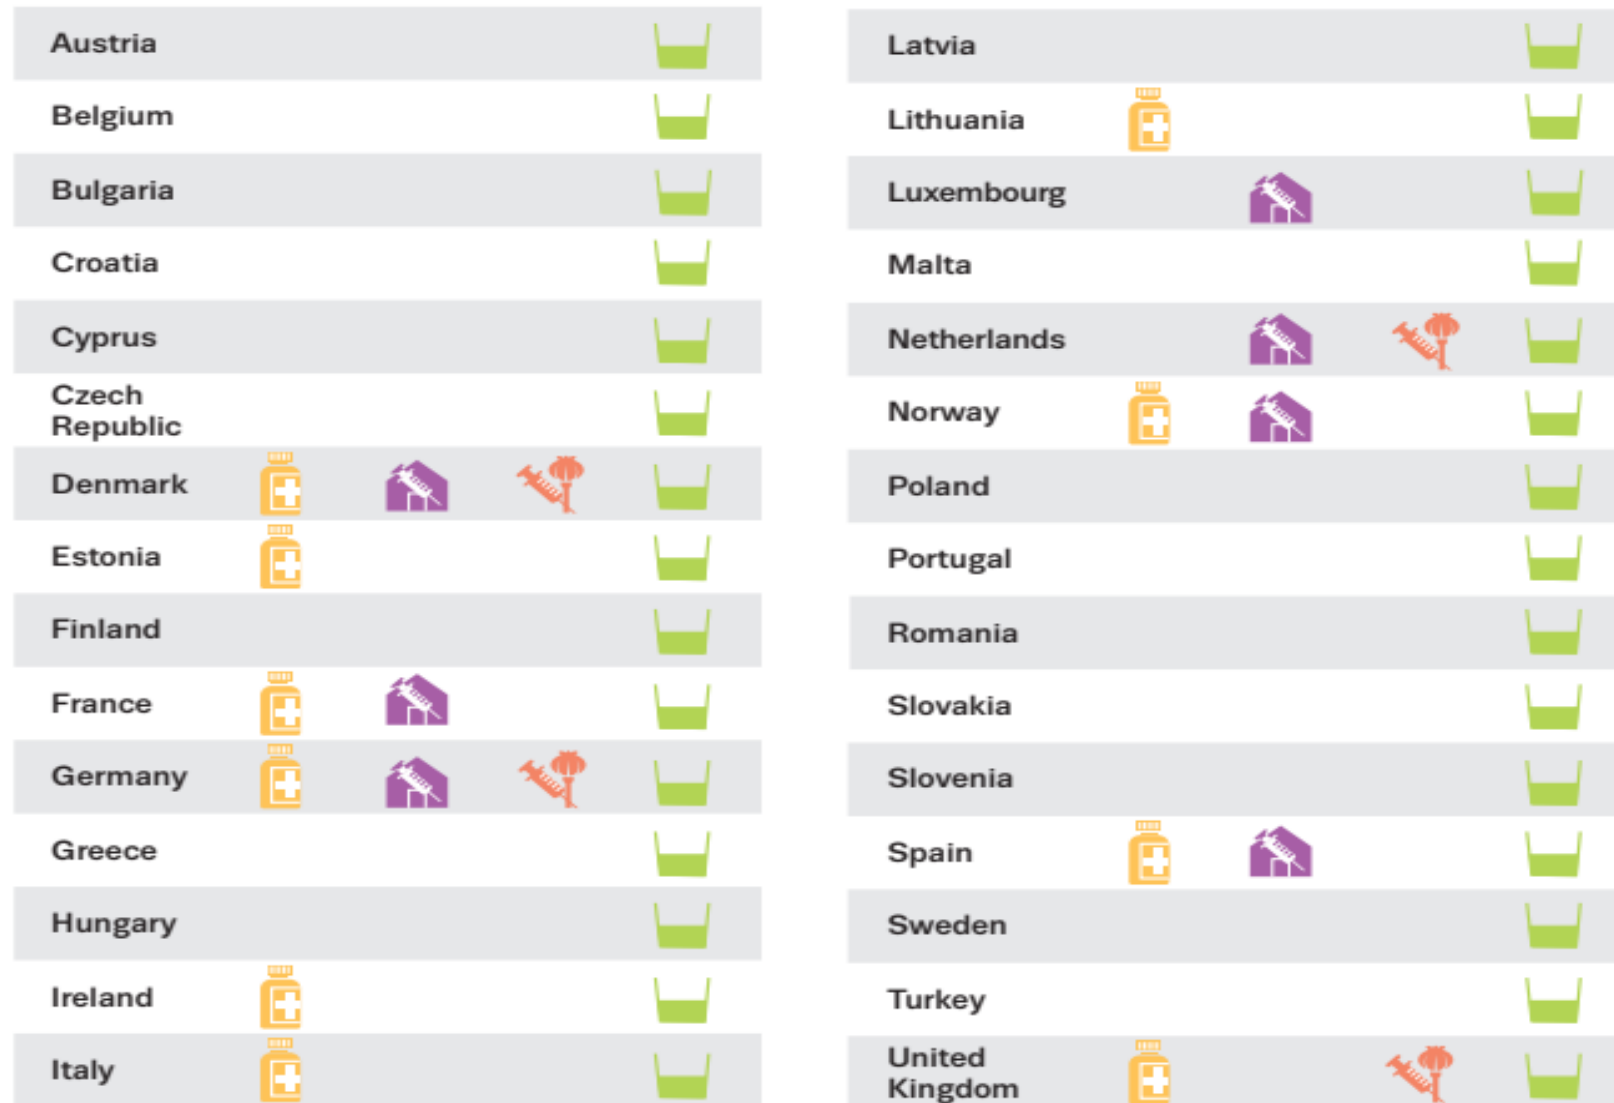 Austria
Belgium
Bulgaria
Croatia
Cyprus
Czech
Republic
Denmark
Estonia
Finland
France
Germany
Greece
Hungary
Ireland
Italy
Latvia
Lithuania
Luxembourg
Malta
Netherlands
Norway
Poland
Portugal
Romania
Slovakia
Slovenia
Spain
Sweden
Turkey
United
Kingdom